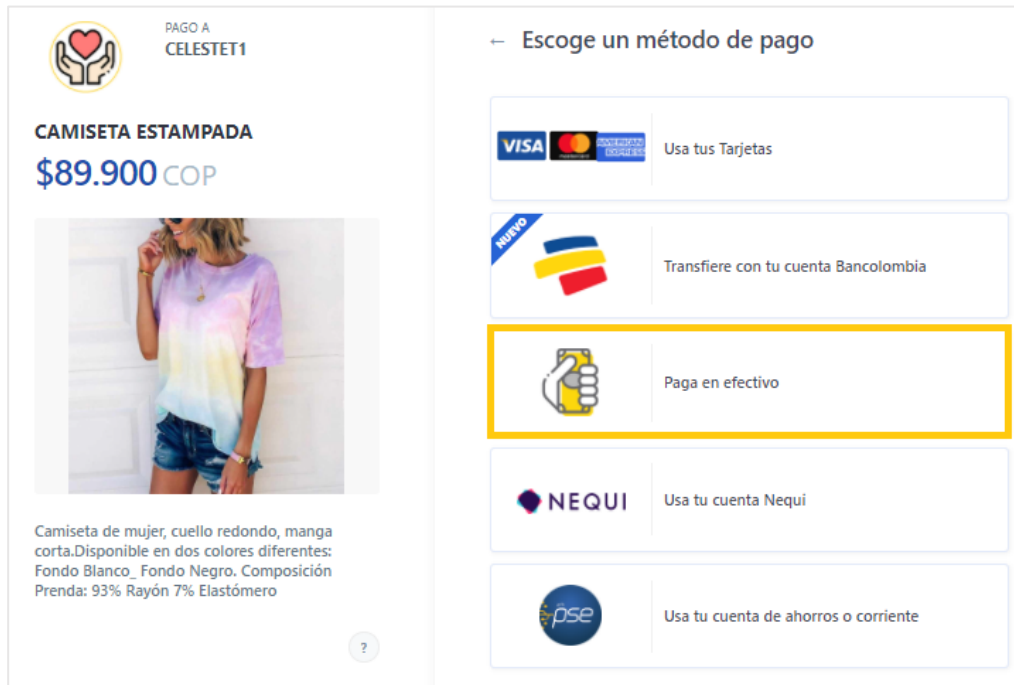 PAGO A
CELESTET1
CAMISETA ESTAMPADA
$89.900 COP
Camiseta de mujer, cuello redondo, manga
corta.Disponible en dos colores diferentes:
Fondo Blanco_ Fondo Negro. Composición
Prenda: 93% Rayón 7% Elastómero
?
← Escoge un método de pago
VISA
AMERICAN
EXPRESS
Usa tus Tarjetas
NUEVO
Transfiere con tu cuenta Bancolombia
Paga en efectivo
NEQUI
Usa tu cuenta Nequi
pse
Usa tu cuenta de ahorros o corriente